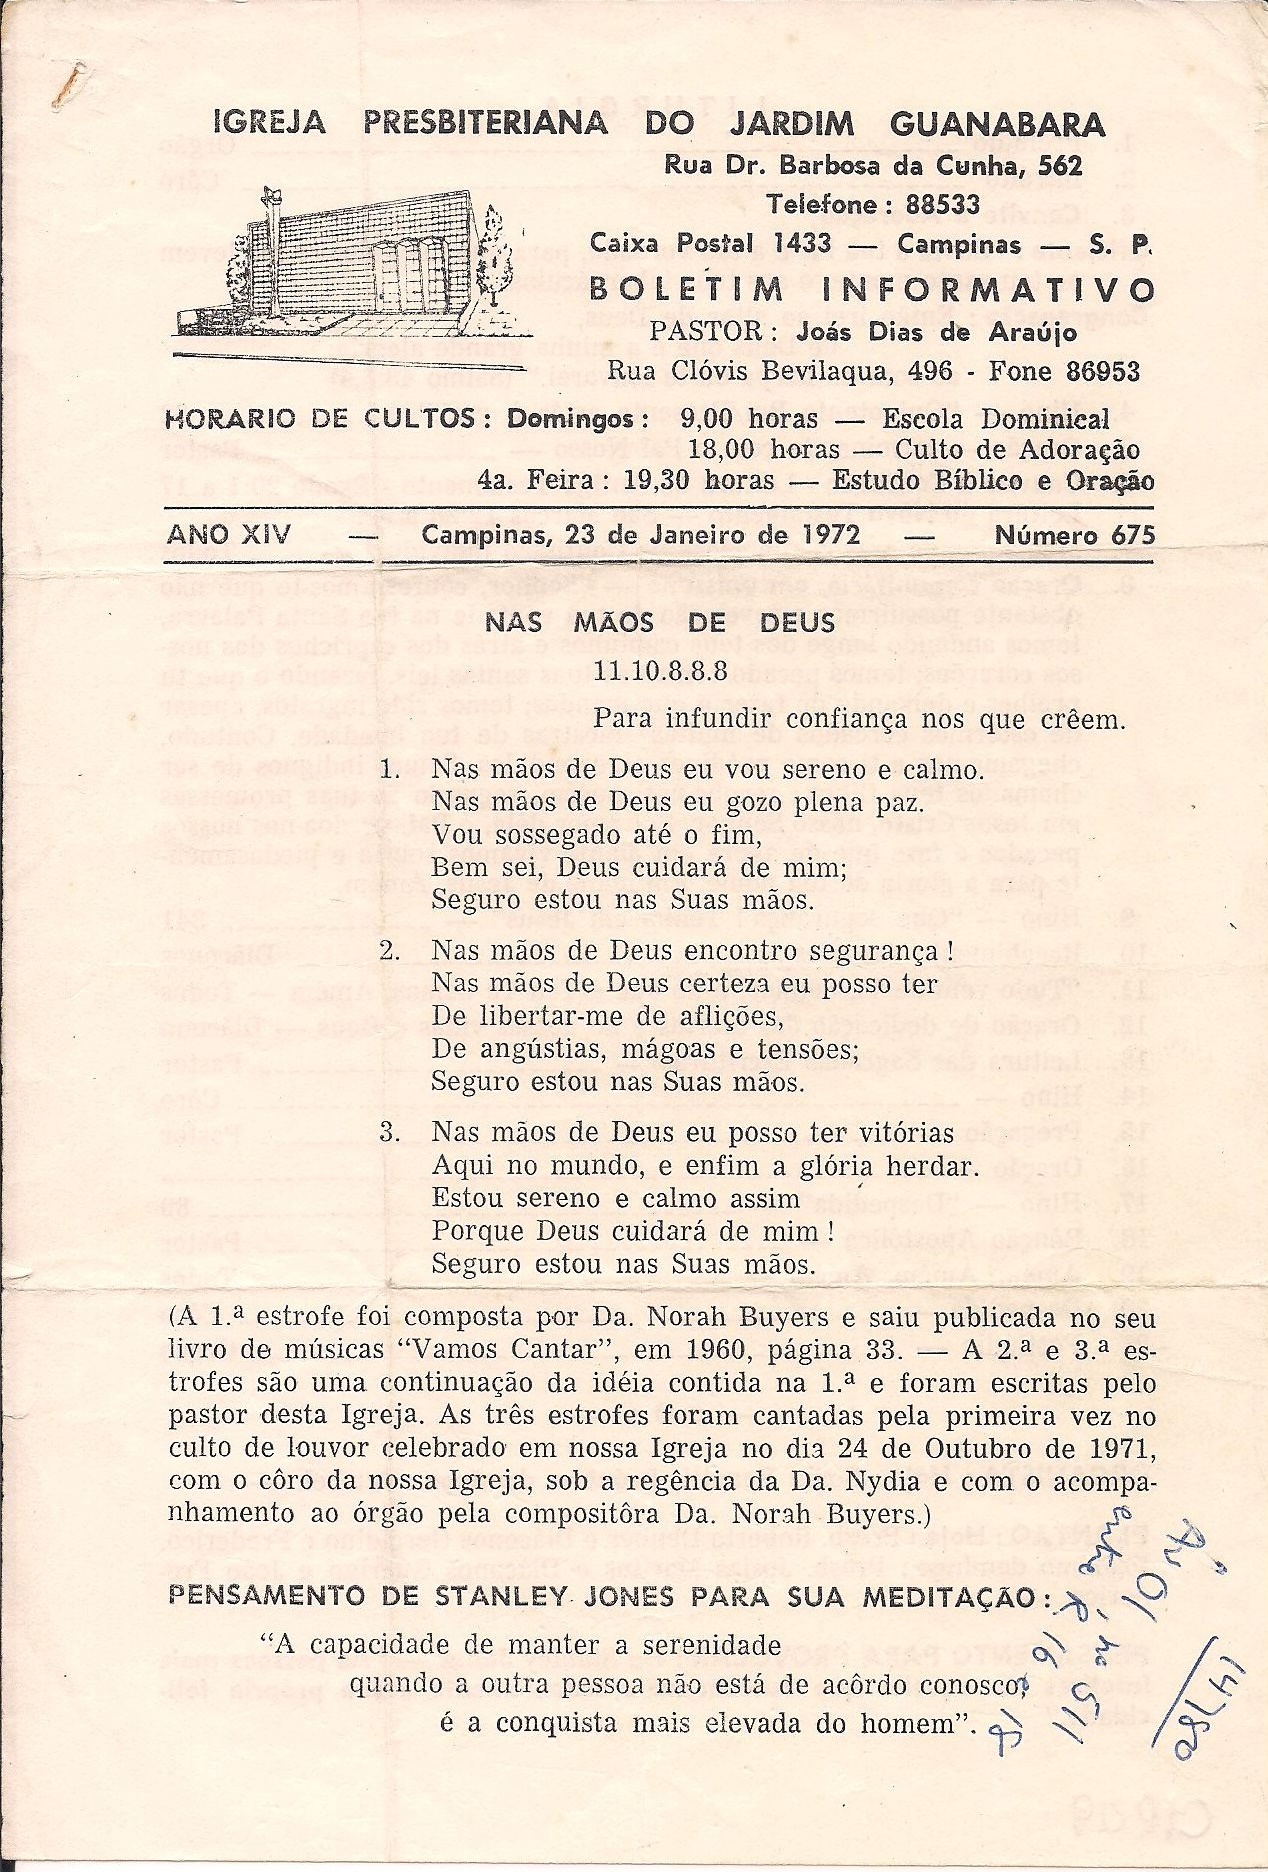 IGREJA PRESBITERIANA DO JARDIM GUANABARA
Rua Dr. Barbosa da Cunha, 562
Telefone : 88533
Caixa Postal 1433 — Campinas — S. P.
BOLETIM INFORMATIVO
PASTOR : Joás Dias de Araújo
Rua Clóvis Bevilaqua, 496 - Fone 86953
HORARIO DE CULTOS : Domingos : 9,00 horas — Escola Dominical
18,00 horas — Culto de Adoração
4a. Feira : 19,30 horas — Estudo Bíblico e Oração
ANO XIV — Campinas, 23 de Janeiro de 1972 — Número 675
NAS MÃOS DE DEUS
11.10.8.8.8
Para infundir confiança nos que crêem.
1. Nas mãos de Deus eu vou sereno e calmo.
Nas mãos de Deus eu gozo plena paz.
Vou sossegado até o fim,
Bem sei, Deus cuidará de mim;
Seguro estou nas Suas mãos.
2. Nas mãos de Deus encontro segurança !
Nas mãos de Deus certeza eu posso ter
De libertar-me de aflições,
De angústias, mágoas e tensões;
Seguro estou nas Suas mãos.
3. Nas mãos de Deus eu posso ter vitórias
Aqui no mundo, e enfim a glória herdar.
Estou sereno e calmo assim
Porque Deus cuidará de mim !
Seguro estou nas Suas mãos.
(A 1.ª estrofe foi composta por Da. Norah Buyers e saiu publicada no seu
livro de músicas “Vamos Cantar”, em 1960, página 33. — A 2.ª e 3.ª es-
trofes são uma continuação da idéia contida na 1.ª e foram escritas pelo
pastor desta Igreja. As três estrofes foram cantadas pela primeira vez no
culto de louvor celebrado em nossa Igreja no dia 24 de Outubro de 1971,
com o côro da nossa Igreja, sob a regência da Da. Nydia e com o acompa-
nhamento ao órgão pela compositôra Da. Norah Buyers.)
PENSAMENTO DE STANLEY JONES PARA SUA MEDITAÇÃO :
“A capacidade de manter a serenidade
quando a outra pessoa não está de acôrdo conosco,
é a conquista mais elevada do homem”.
Av 01, no 511
entre R 16 e 18